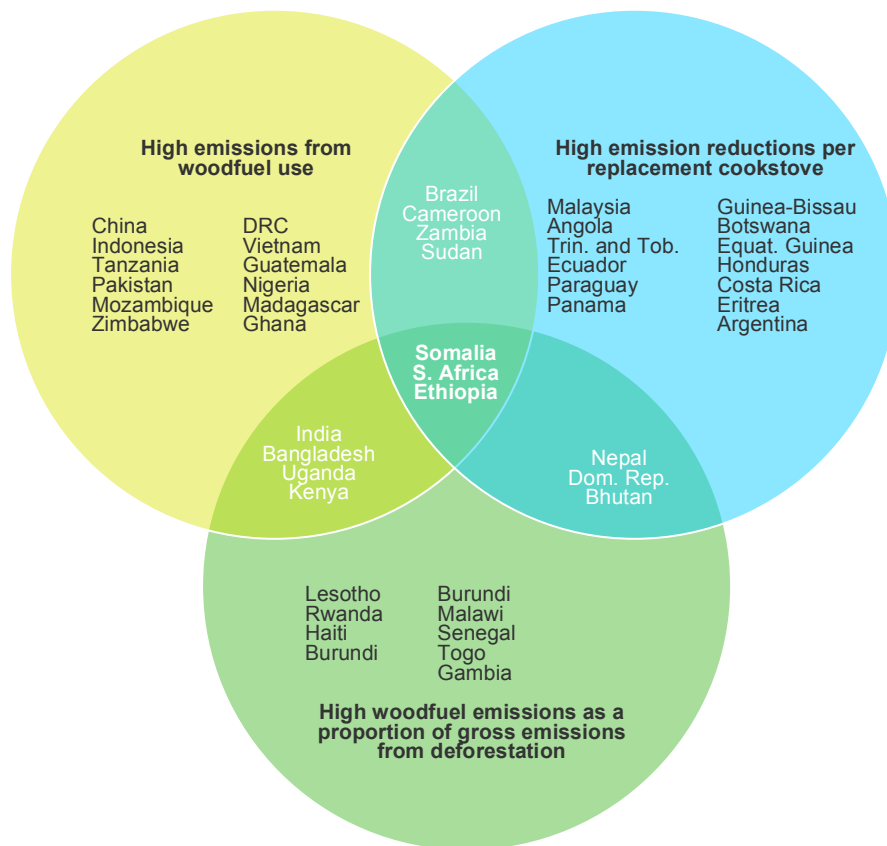 High emissions from
woodfuel use
China
Indonesia
Tanzania
Pakistan
Mozambique
Zimbabwe
DRC
Vietnam
Guatemala
Nigeria
Madagascar
Ghana
Brazil
Cameroon
Zambia
Sudan
High emission reductions per
replacement cookstove
Malaysia
Angola
Trin. and Tob.
Ecuador
Paraguay
Panama
Guinea-Bissau
Botswana
Equat. Guinea
Honduras
Costa Rica
Eritrea
Argentina
Somalia
S. Africa
Ethiopia
India
Bangladesh
Uganda
Kenya
Nepal
Dom. Rep.
Bhutan
Lesotho
Rwanda
Haiti
Burundi
Burundi
Malawi
Senegal
Togo
Gambia
High woodfuel emissions as a
proportion of gross emissions
from deforestation